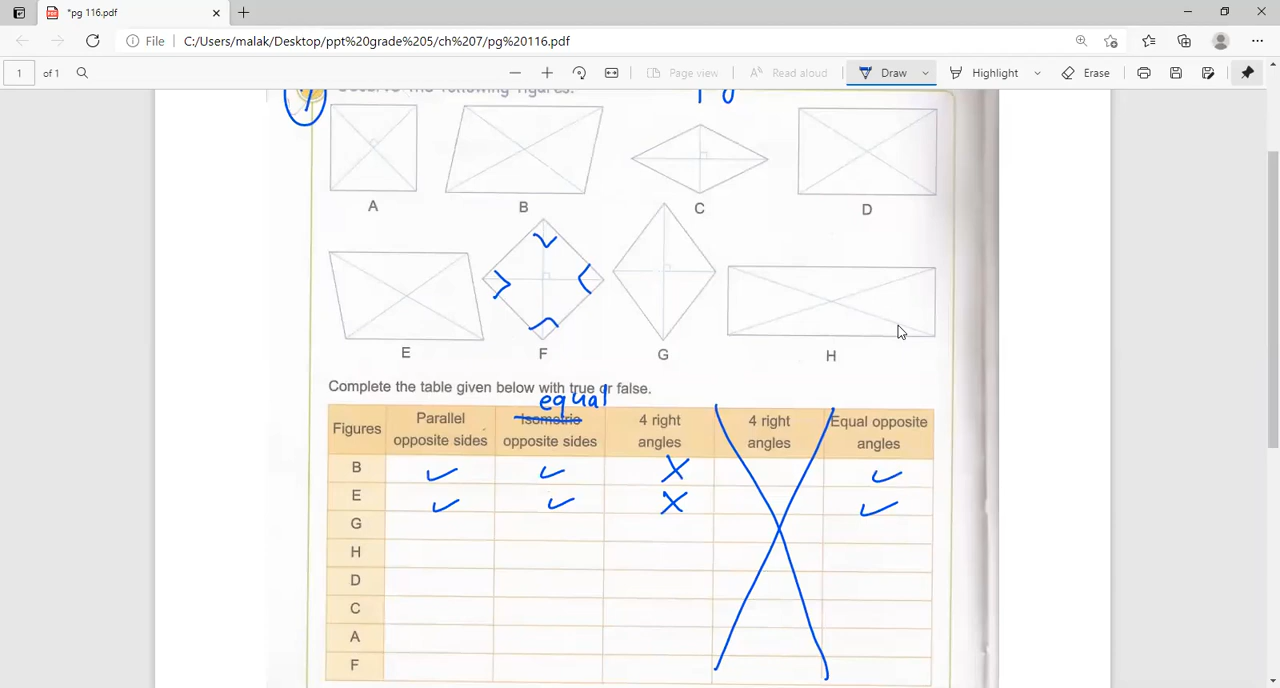 *pg 116.pdf
File
C:/Users/malak/Desktop/ppt%20grade%205/ch%207/pg%20116.pdf
1 of 1
Page view
Read aloud
Draw
Highlight
Erase
A B C D
E F G H
Complete the table given below with true or false.
equal
Figures
Parallel opposite sides
Isometric opposite sides
4 right angles
4 right angles
Equal opposite angles
B
E
G
H
D
C
A
F